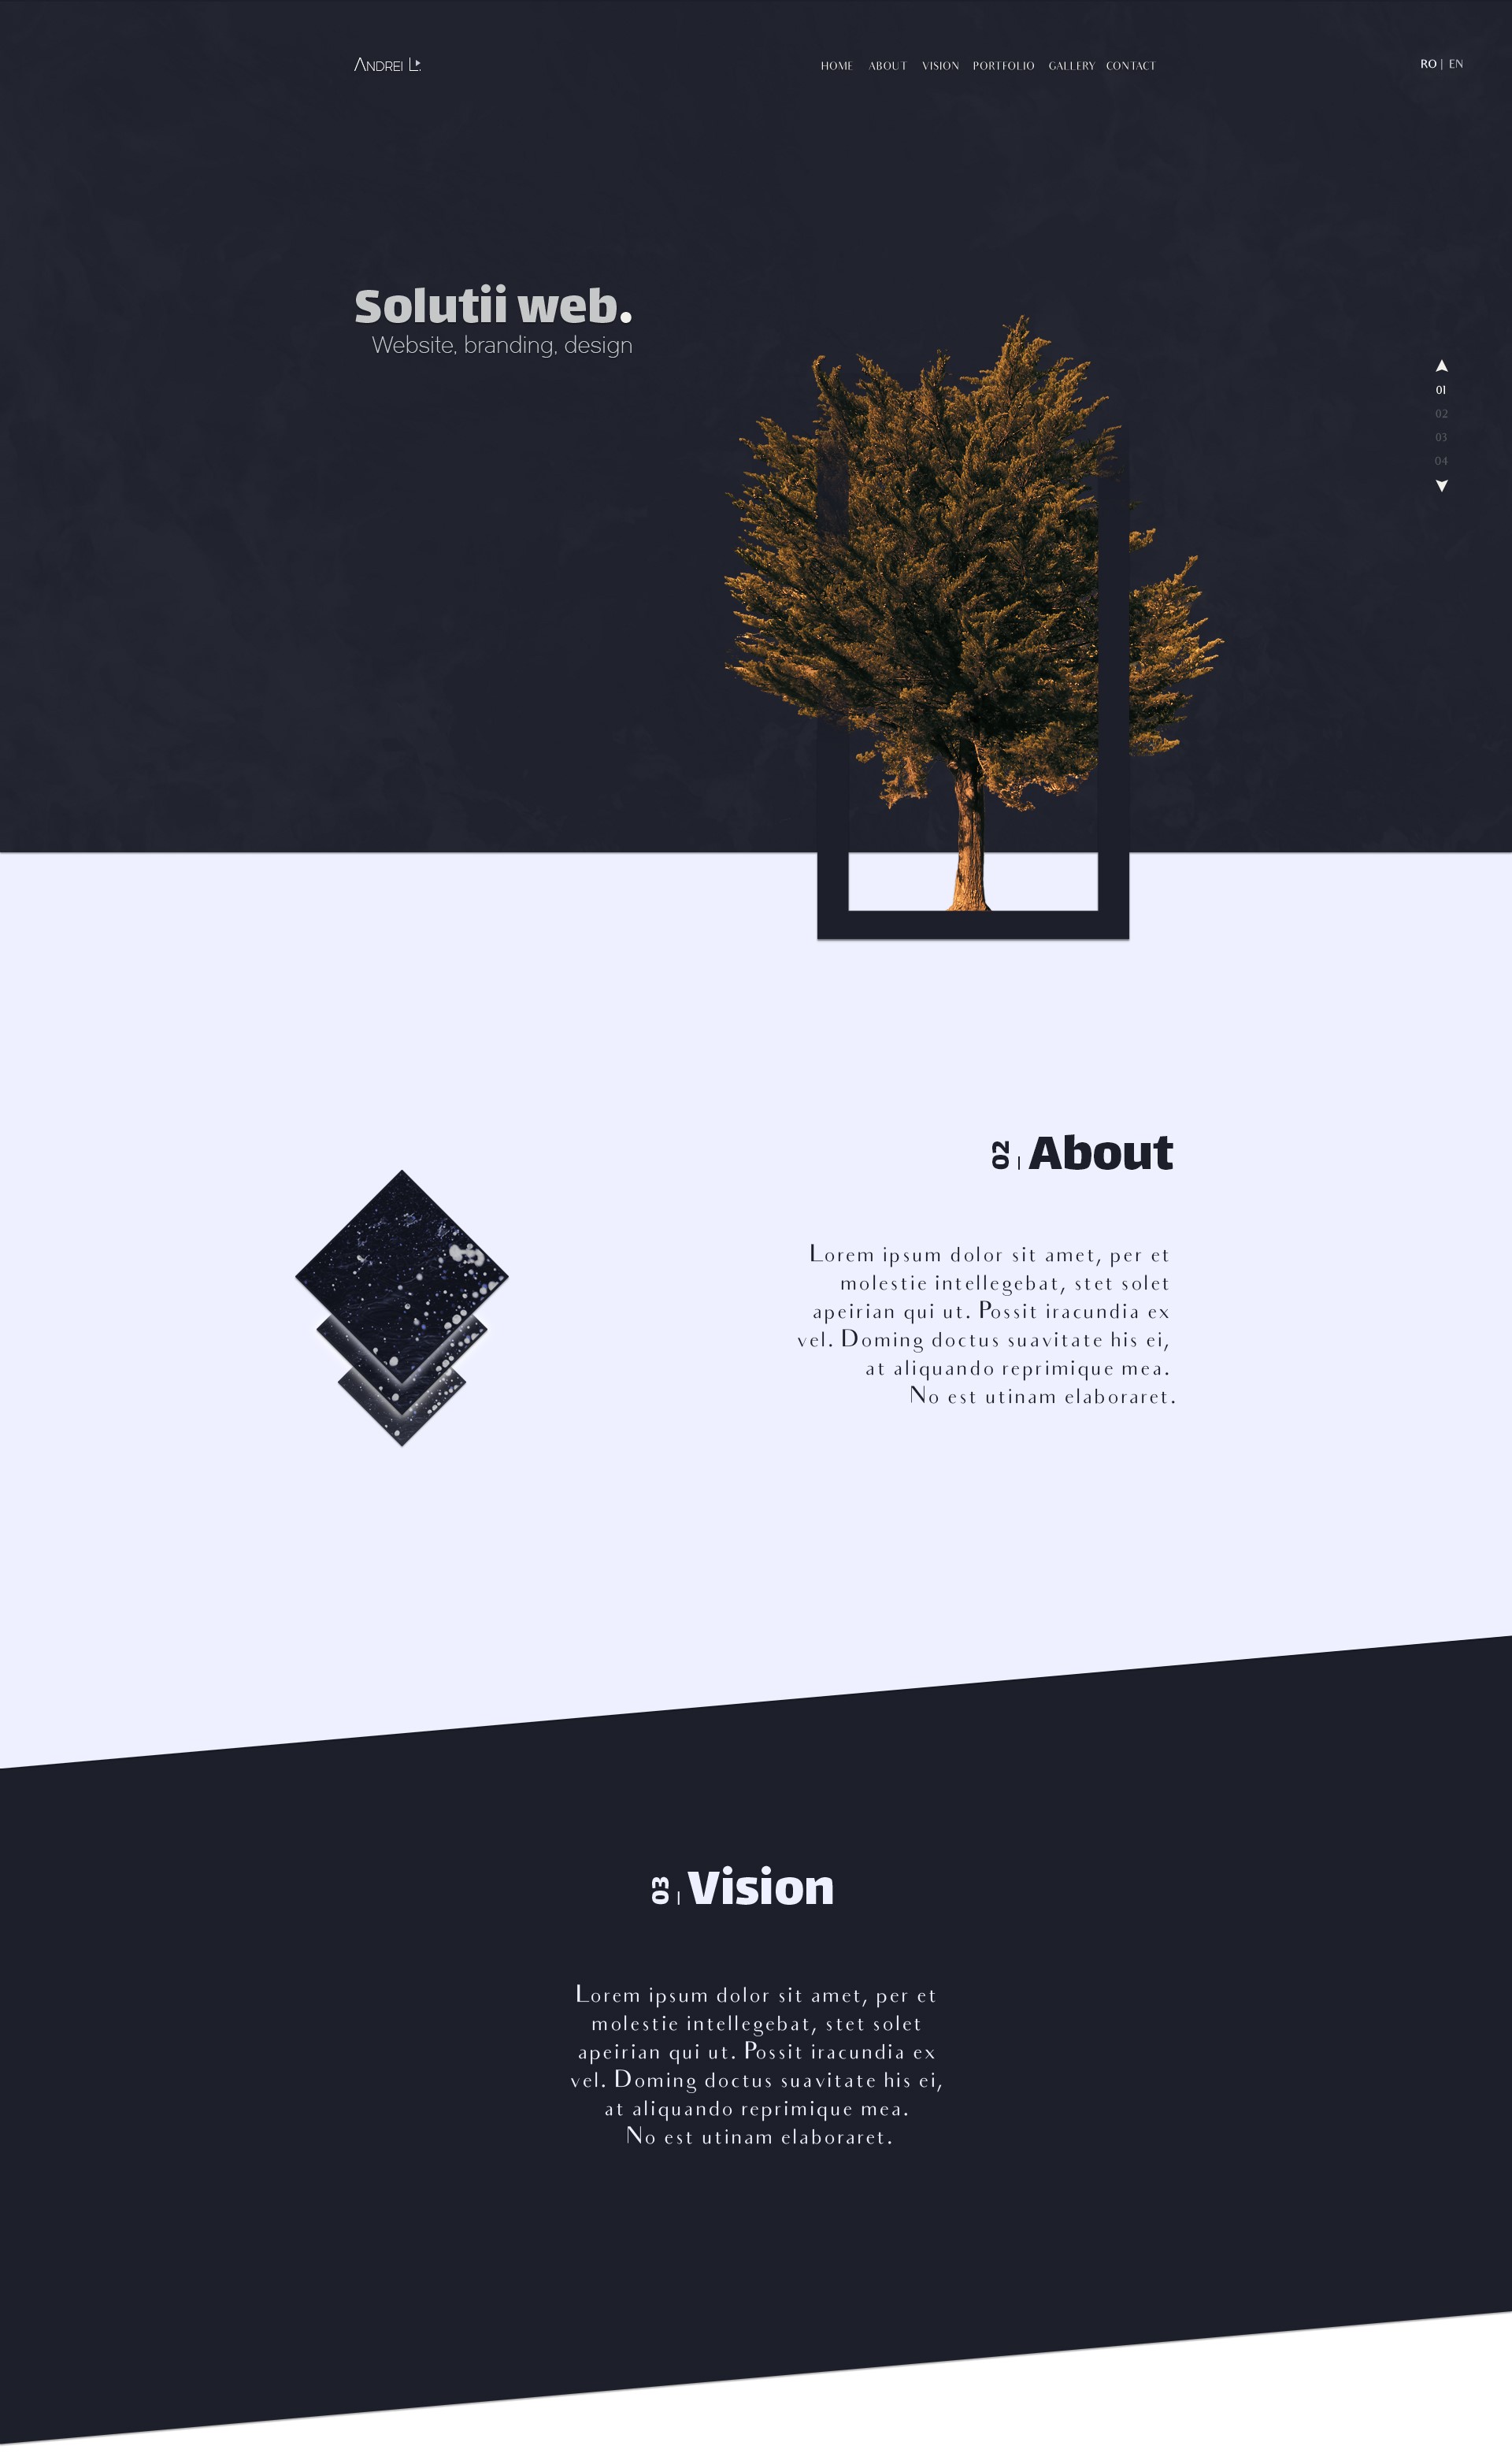 ANDREI L.
HOME ABOUT VISION PORTFOLIO GALLERY CONTACT
RO | EN
Solutii web.
Website, branding, design
01
02
03
04
02 About
Lorem ipsum dolor sit amet, per et
molestie intellegebat, stet solet
apeirian qui ut. Possit iracundia ex
vel. Doming doctus suavitate his ei,
at aliquando reprimique mea.
No est utinam elaboraret.
03 Vision
Lorem ipsum dolor sit amet, per et
molestie intellegebat, stet solet
apeirian qui ut. Possit iracundia ex
vel. Doming doctus suavitate his ei,
at aliquando reprimique mea.
No est utinam elaboraret.